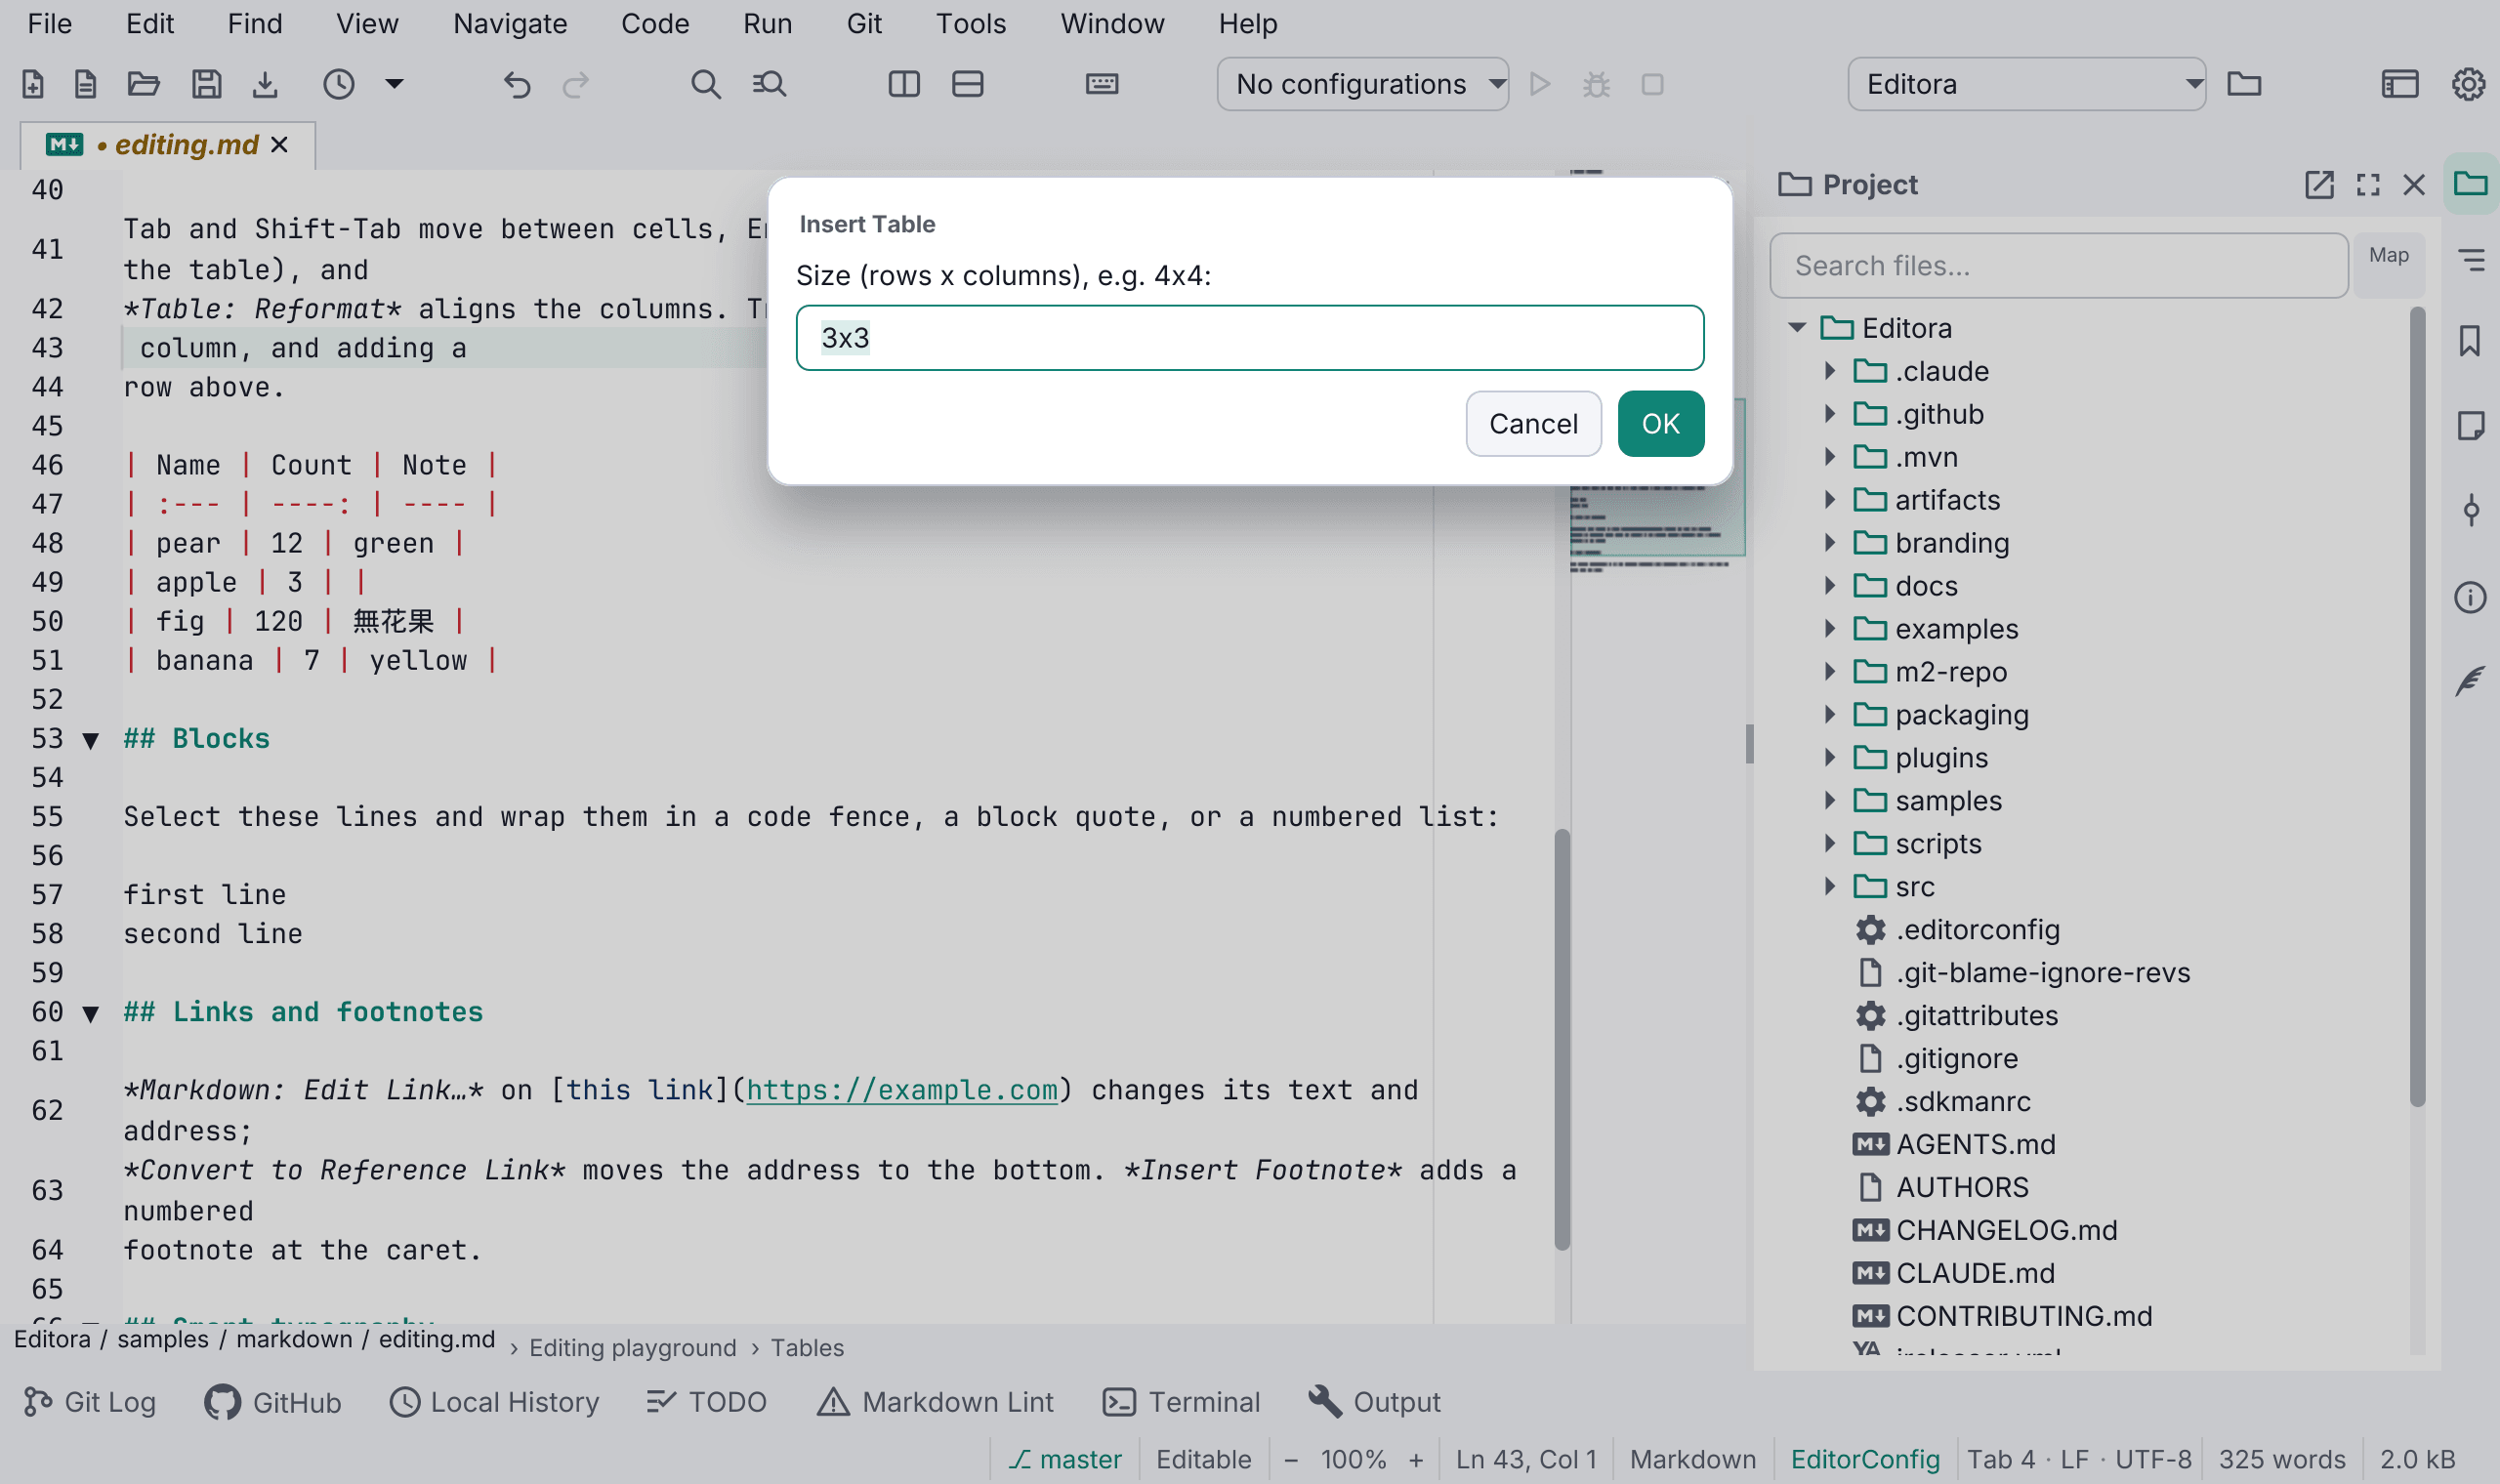 File Edit Find View Navigate Code Run Git Tools Window Help
No configurations
Editora
M↓ • editing.md
40
41 Tab and Shift-Tab move between cells, E
the table), and
42 *Table: Reformat* aligns the columns. T
43 column, and adding a
44 row above.
45
46 | Name | Count | Note |
47 | :--- | ----: | ---- |
48 | pear | 12 | green |
49 | apple | 3 | |
50 | fig | 120 | 無花果 |
51 | banana | 7 | yellow |
52
53 ## Blocks
54
55 Select these lines and wrap them in a code fence, a block quote, or a numbered list:
56
57 first line
58 second line
59
60 ## Links and footnotes
61
62 *Markdown: Edit Link…* on [this link](https://example.com) changes its text and
address;
63 *Convert to Reference Link* moves the address to the bottom. *Insert Footnote* adds a
numbered
64 footnote at the caret.
65
66 ## Smart typography
Insert Table
Size (rows x columns), e.g. 4x4:
3x3
Cancel OK
Project
Search files...
Map
Editora
.claude
.github
.mvn
artifacts
branding
docs
examples
m2-repo
packaging
plugins
samples
scripts
src
.editorconfig
.git-blame-ignore-revs
.gitattributes
.gitignore
.sdkmanrc
M↓ AGENTS.md
AUTHORS
M↓ CHANGELOG.md
M↓ CLAUDE.md
M↓ CONTRIBUTING.md
YA jreleaser.yml
Editora / samples / markdown / editing.md › Editing playground › Tables
Git Log GitHub Local History TODO Markdown Lint Terminal Output
master Editable − 100% + Ln 43, Col 1 Markdown EditorConfig Tab 4 · LF · UTF-8 325 words 2.0 kB